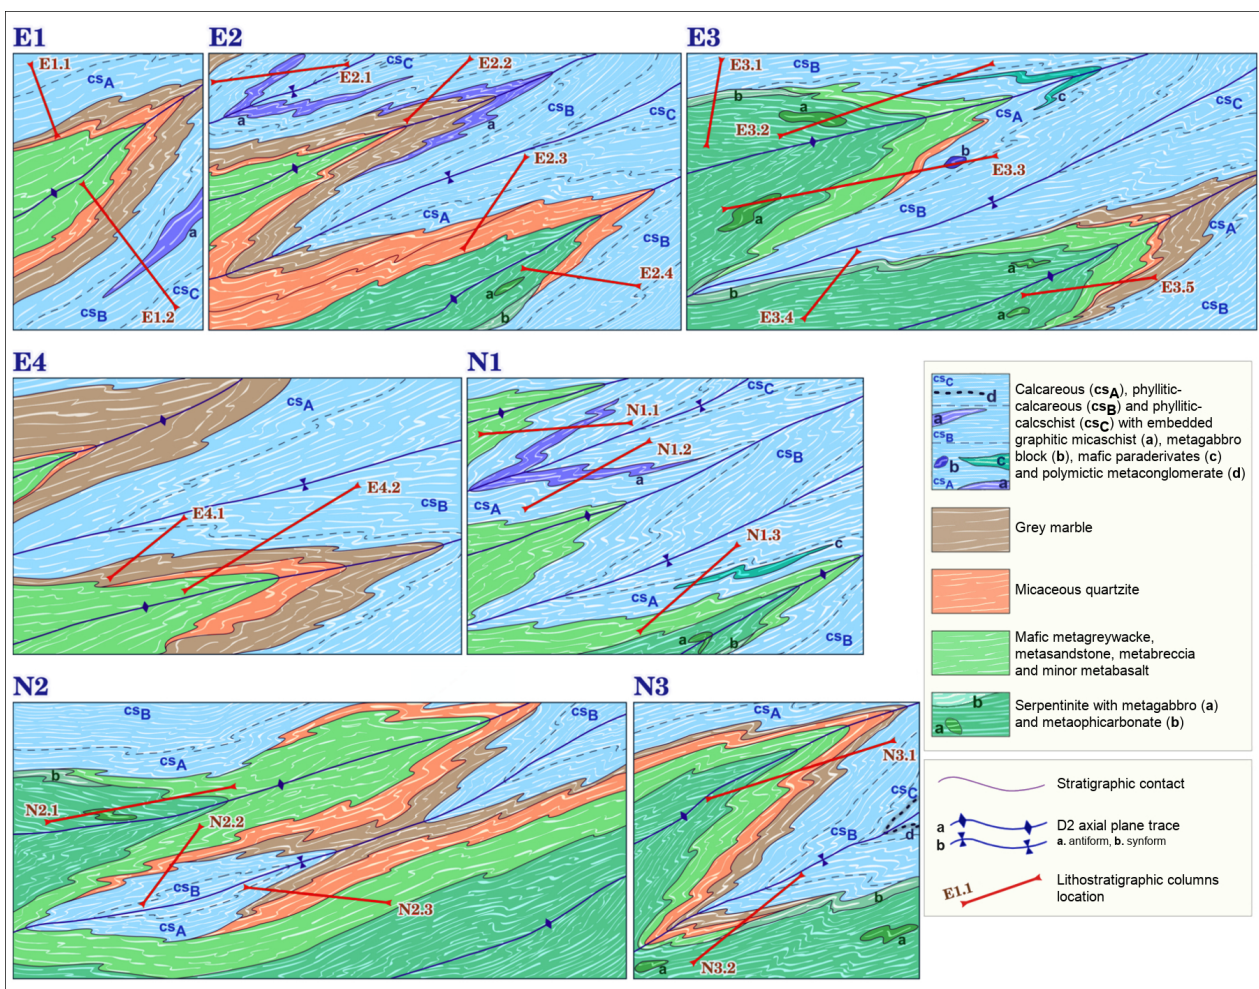 E1
E1.1
csA
a
csC
csB
E1.2
E2
csC
E2.1
E2.2
a
csB
a
csC
E2.3
csA
csB
E2.4
a
b
E3
E3.1
csB
b
a
c
csC
E3.2
csA
b
E3.3
a
csB
csA
b
a
E3.5
E3.4
a
csB
E4
csA
E4.2
csB
E4.1
N1
csC
N1.1
N1.2
csB
a
csA
N1.3
c
csA
a
b
csB
N2
csB
csB
csA
b
N2.1
a
N2.2
csB
N2.3
csA
N3
csA
N3.1
csC
csB
d
b
a
N3.2
a
csC
d
a
csB
b
c
csA
a
Calcareous (csA), phyllitic-
calcareous (csB) and phyllitic-
calcschist (csC) with embedded
graphitic micaschist (a), metagabbro
block (b), mafic paraderivates (c)
and polymictic metaconglomerate (d)
Grey marble
Micaceous quartzite
Mafic metagreywacke,
metasandstone, metabreccia
and minor metabasalt
b
a
Serpentinite with metagabbro (a)
and metaophicarbonate (b)
Stratigraphic contact
a
b
D2 axial plane trace
a. antiform, b. synform
E1.1
Lithostratigraphic columns
location